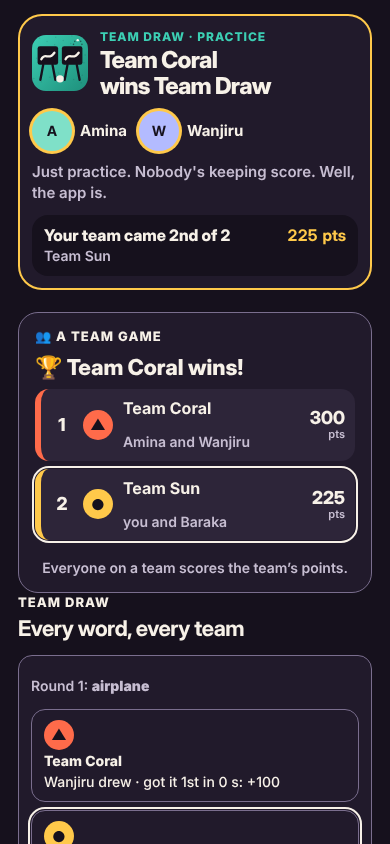 TEAM DRAW · PRACTICE
Team Coral
wins Team Draw
A Amina W Wanjiru
Just practice. Nobody's keeping score. Well,
the app is.
Your team came 2nd of 2 225 pts
Team Sun
👥 A TEAM GAME
🏆 Team Coral wins!
1 Team Coral 300 pts
Amina and Wanjiru
2 Team Sun 225 pts
you and Baraka
Everyone on a team scores the team’s points.
TEAM DRAW
Every word, every team
Round 1: airplane
Team Coral
Wanjiru drew · got it 1st in 0 s: +100